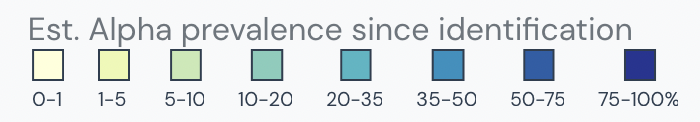 Est. Alpha prevalence since identification
0-1 1-5 5-10 10-20 20-35 35-50 50-75 75-100%